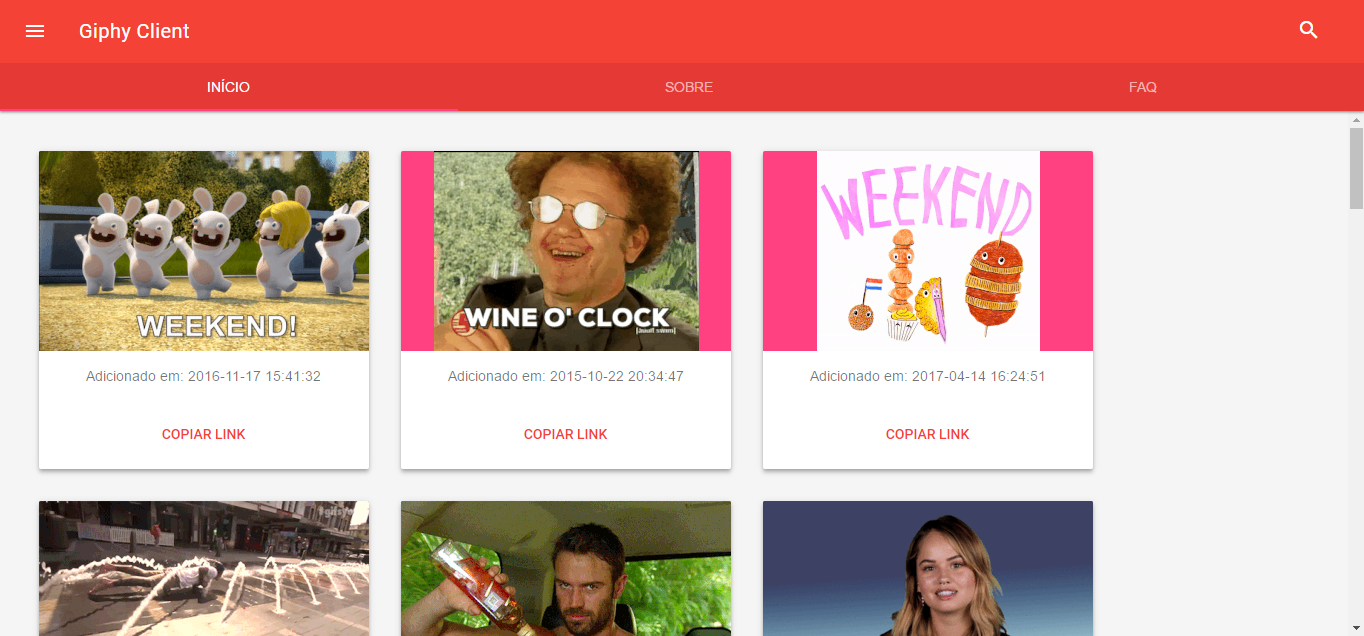 Giphy Client
INÍCIO
SOBRE
FAQ
WEEKEND!
WINE O' CLOCK
[adult swim]
WEEKEND
Adicionado em: 2016-11-17 15:41:32
Adicionado em: 2015-10-22 20:34:47
Adicionado em: 2017-04-14 16:24:51
COPIAR LINK
COPIAR LINK
COPIAR LINK